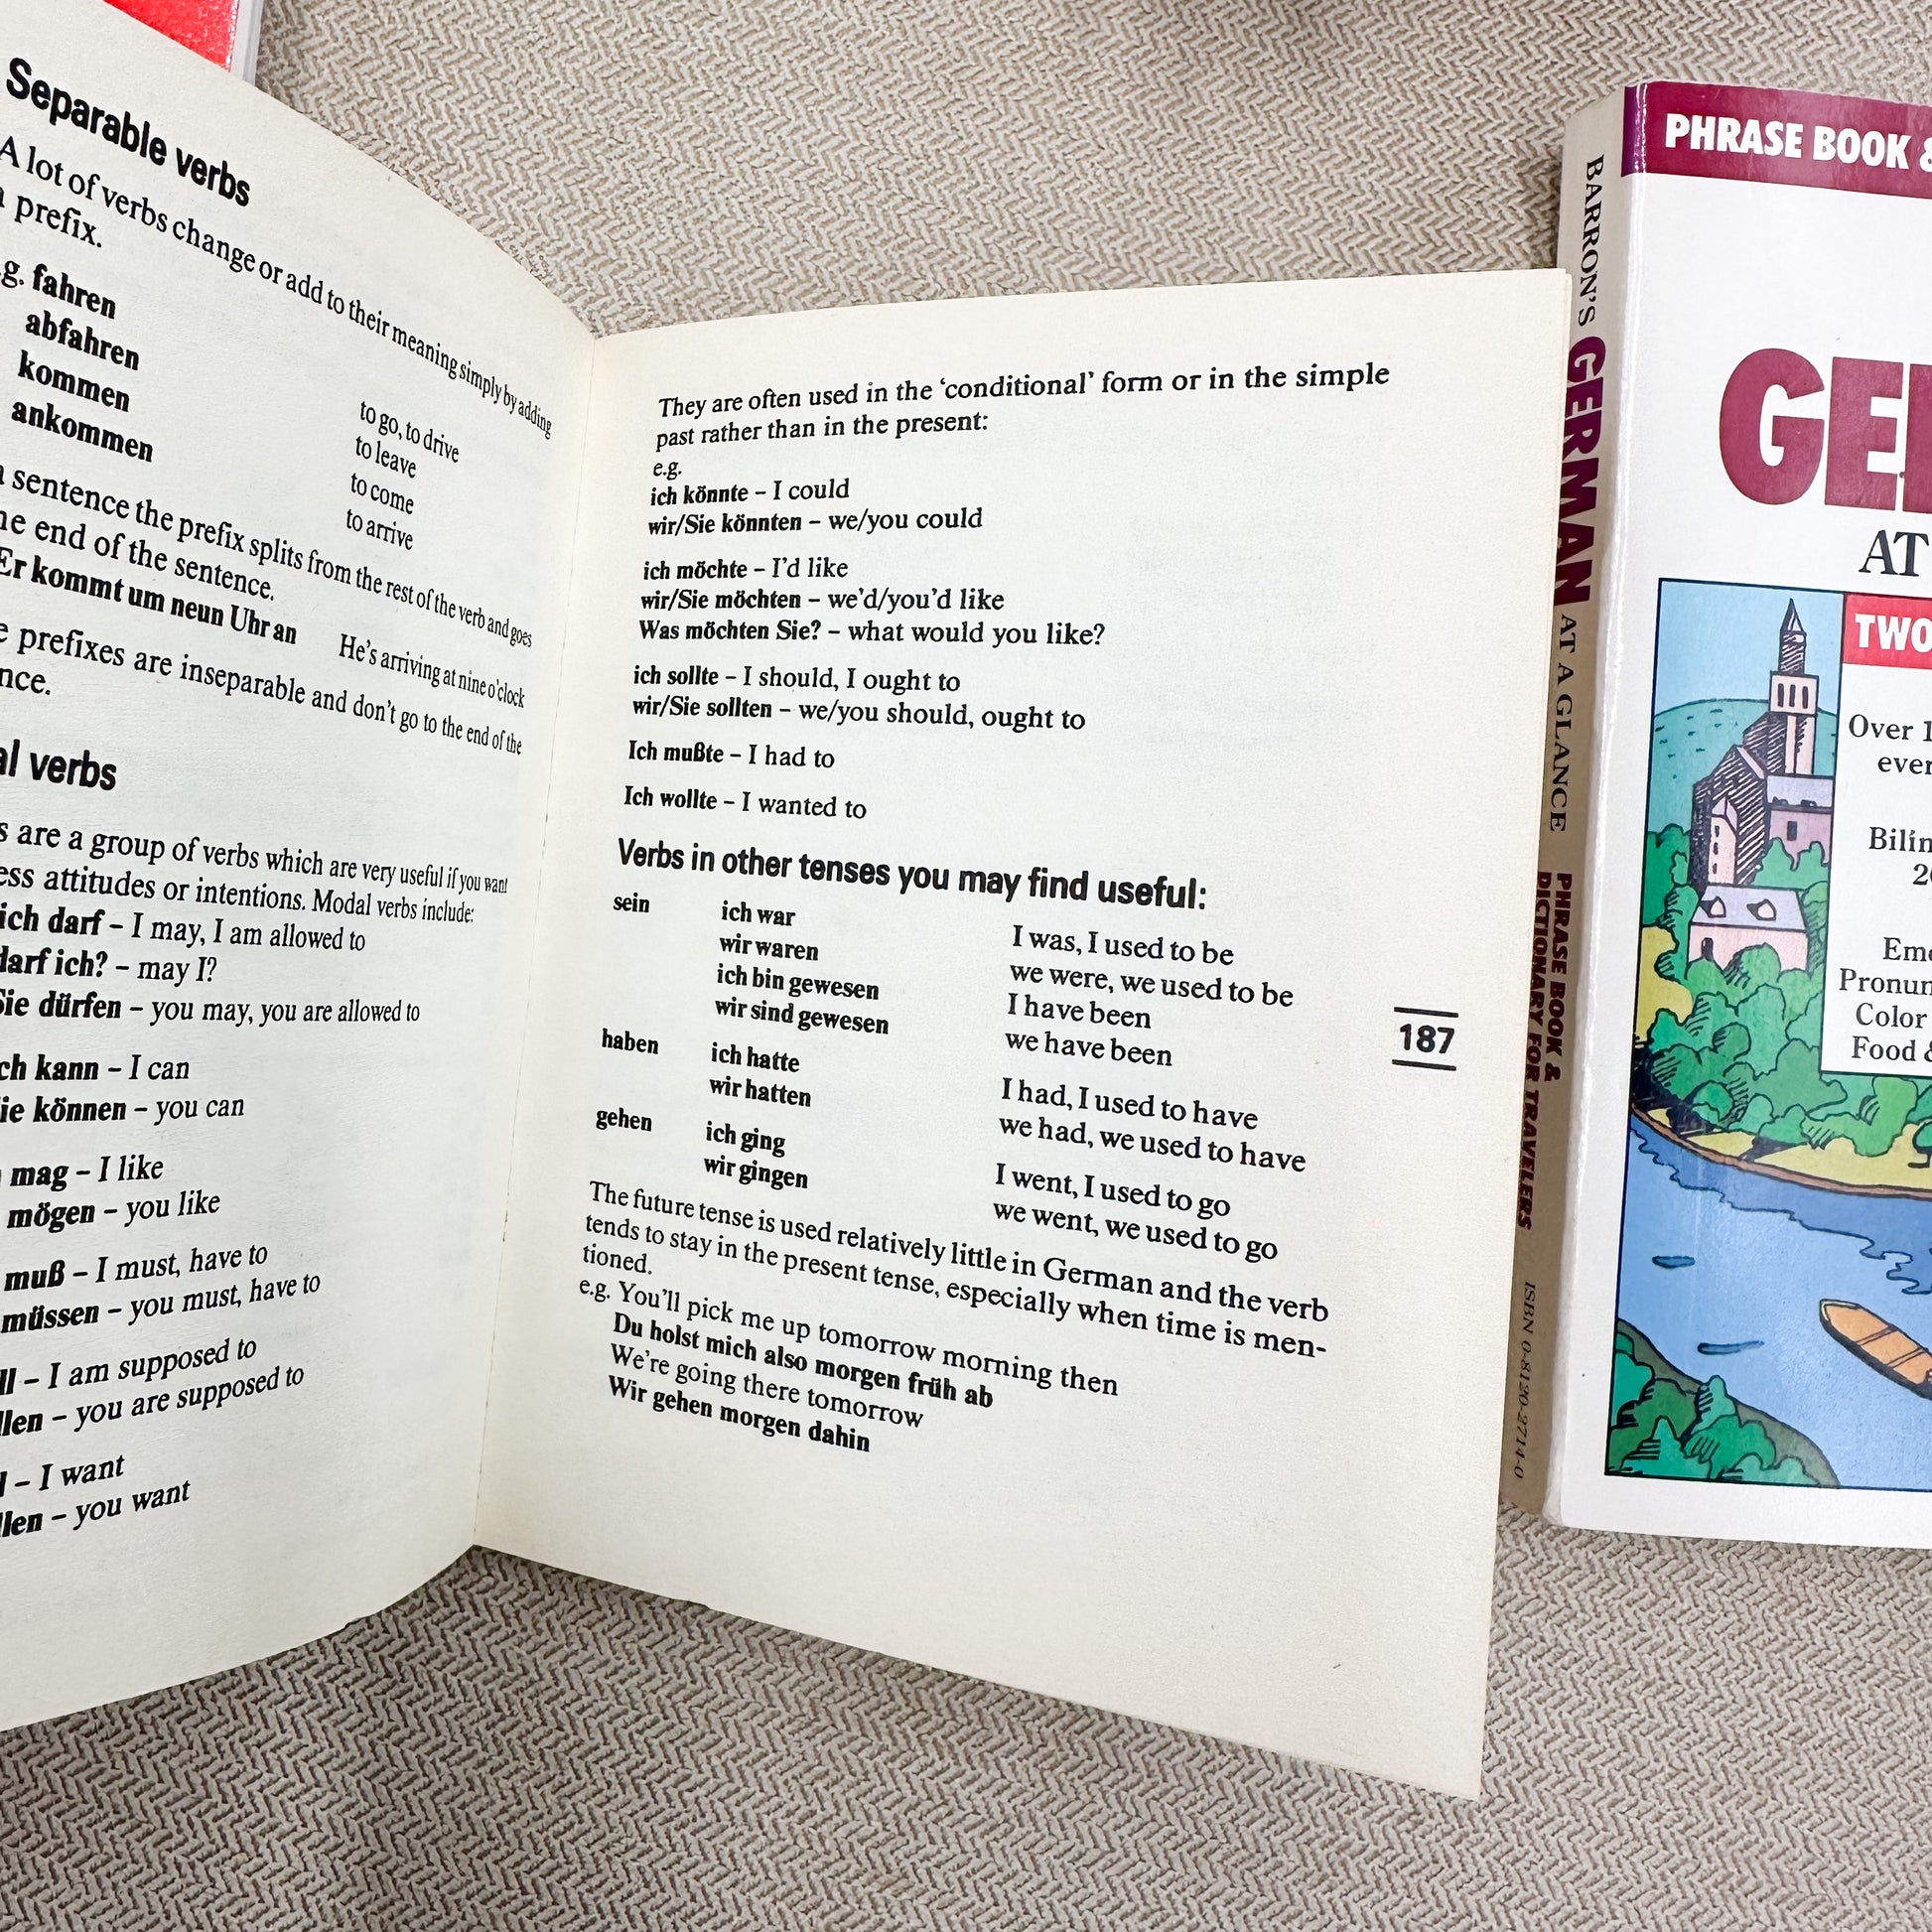 Separable verbs
A lot of verbs change or add to their meaning simply by adding
prefix.
fahren
to go, to drive
abfahren
to leave
kommen
to come
ankommen
to arrive
sentence the prefix splits from the rest of the verb and goes
end of the sentence.
Er kommt um neun Uhr an He's arriving at nine o'clock
prefixes are inseparable and don't go to the end of the
verbs
are a group of verbs which are very useful if you want
attitudes or intentions. Modal verbs include:
ich darf – I may, I am allowed to
darf ich? – may I?
Sie dürfen – you may, you are allowed to
kann – I can
können – you can
mag – I like
mögen – you like
muß – I must, have to
müssen – you must, have to
– I am supposed to
– you are supposed to
– I want
– you want
They are often used in the 'conditional' form or in the simple
past rather than in the present:
e.g.
ich könnte – I could
wir/Sie könnten – we/you could
ich möchte – I'd like
wir/Sie möchten – we'd/you'd like
Was möchten Sie? – what would you like?
ich sollte – I should, I ought to
wir/Sie sollten – we/you should, ought to
Ich mußte – I had to
Ich wollte – I wanted to
Verbs in other tenses you may find useful:
sein ich war I was, I used to be
wir waren we were, we used to be
ich bin gewesen I have been
wir sind gewesen we have been
haben ich hatte I had, I used to have
wir hatten we had, we used to have
gehen ich ging I went, I used to go
wir gingen we went, we used to go
The future tense is used relatively little in German and the verb
tends to stay in the present tense, especially when time is men-
tioned.
e.g. You'll pick me up tomorrow morning then
Du holst mich also morgen früh ab
We're going there tomorrow
Wir gehen morgen dahin
187
BARRON'S GERMAN AT A GLANCE PHRASE BOOK &
DICTIONARY FOR TRAVELERS
ISBN 0-8120-2714-0
PHRASE BOOK &
GE
AT
TWO
Over
Pronun
Color
Food &